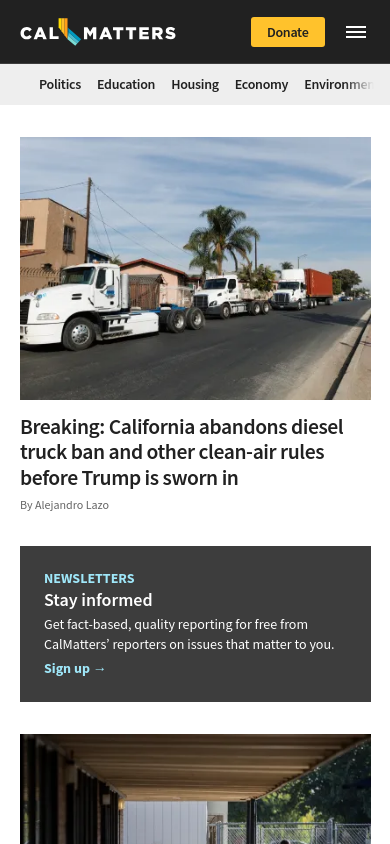 CAL MATTERS
Donate
Politics Education Housing Economy
Breaking: California abandons diesel
truck ban and other clean-air rules
before Trump is sworn in
By Alejandro Lazo
NEWSLETTERS
Stay informed
Get fact-based, quality reporting for free from
CalMatters’ reporters on issues that matter to you.
Sign up →